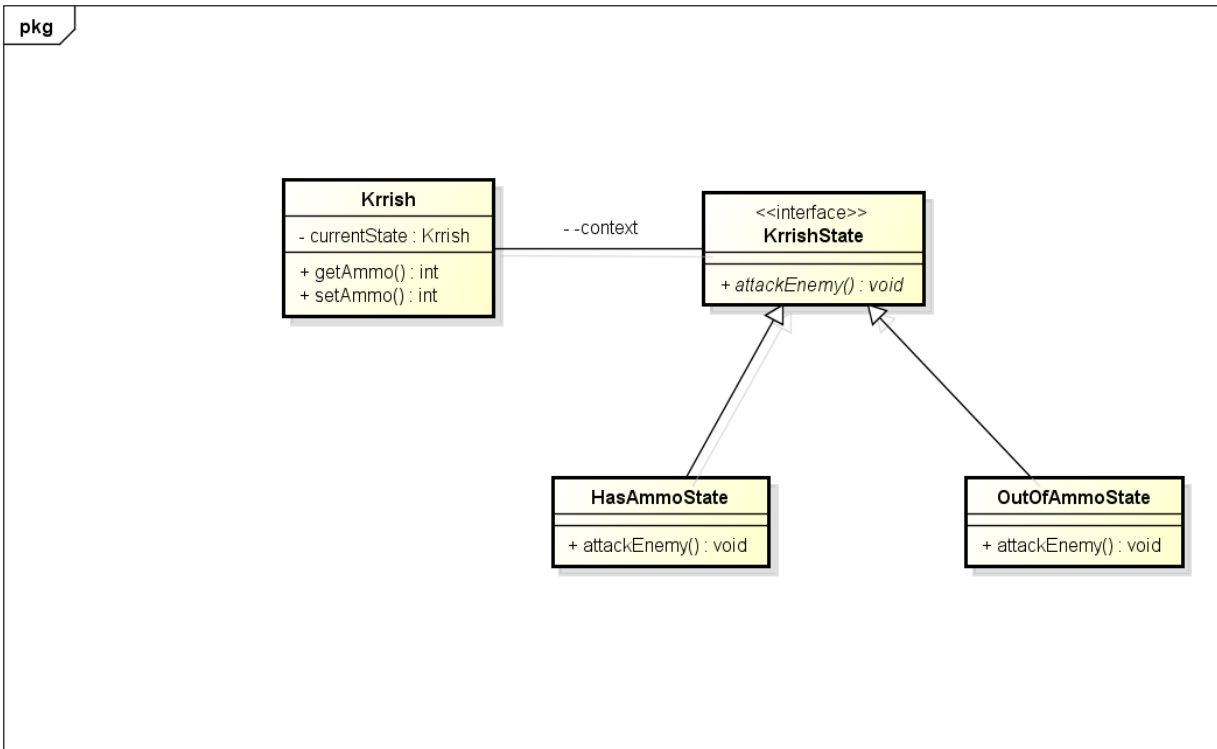 pkg
Krrish
- currentState : Krrish
+ getAmmo() : int
+ setAmmo() : int
- -context
<<interface>>
KrrishState
+ attackEnemy() : void
HasAmmoState
+ attackEnemy() : void
OutOfAmmoState
+ attackEnemy() : void